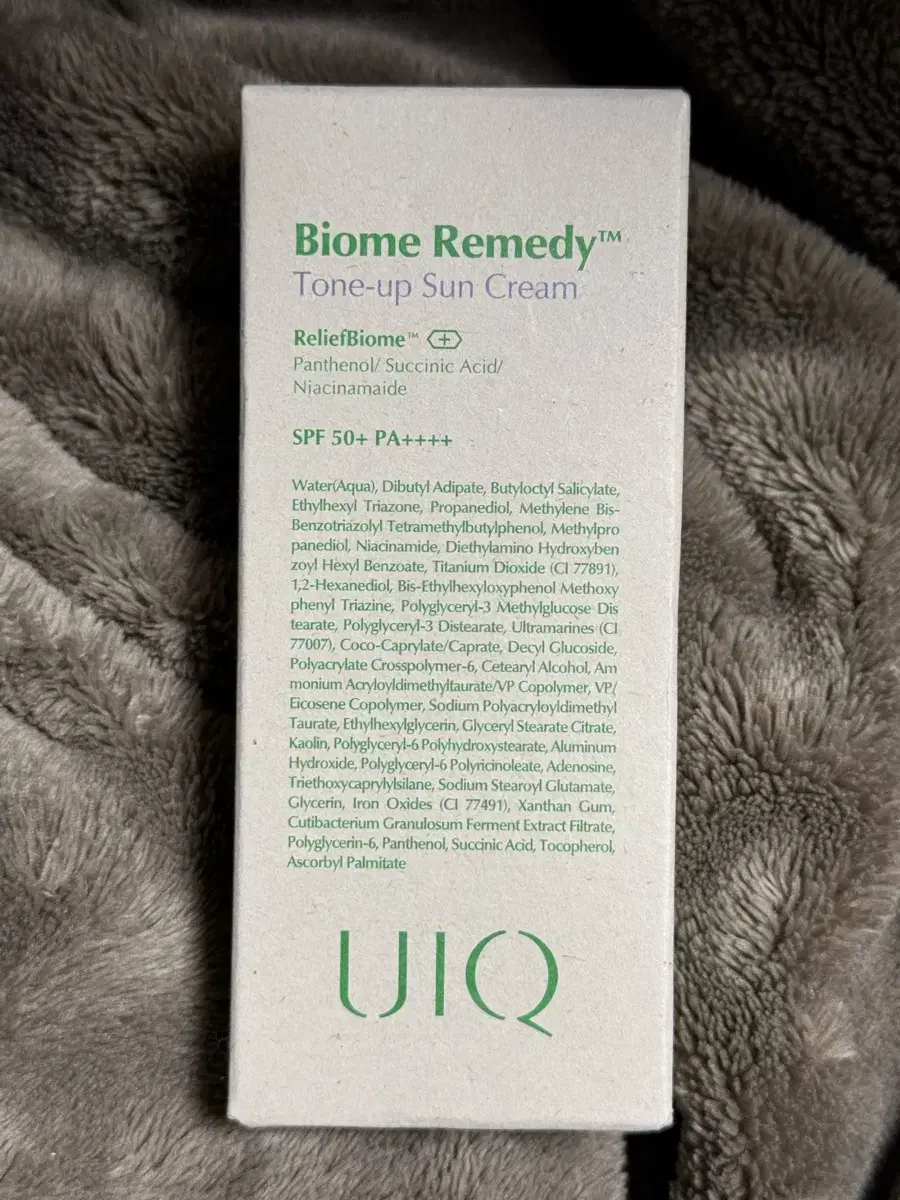 Biome Remedy™
Tone-up Sun Cream
ReliefBiome™ +
Panthenol/ Succinic Acid/
Niacinamaide
SPF 50+ PA++++
Water(Aqua), Dibutyl Adipate, Butyloctyl Salicylate,
Ethylhexyl Triazone, Propanediol, Methylene Bis-
Benzotriazolyl Tetramethylbutylphenol, Methylpro
panediol, Niacinamide, Diethylamino Hydroxyben
zoyl Hexyl Benzoate, Titanium Dioxide (CI 77891),
1,2-Hexanediol, Bis-Ethylhexyloxyphenol Methoxy
phenyl Triazine, Polyglyceryl-3 Methylglucose Dis
tearate, Polyglyceryl-3 Distearate, Ultramarines (CI
77007), Coco-Caprylate/Caprate, Decyl Glucoside,
Polyacrylate Crosspolymer-6, Cetearyl Alcohol, Am
monium Acryloyldimethyltaurate/VP Copolymer, VP/
Eicosene Copolymer, Sodium Polyacryloyldimethyl
Taurate, Ethylhexylglycerin, Glyceryl Stearate Citrate,
Kaolin, Polyglyceryl-6 Polyhydroxystearate, Aluminum
Hydroxide, Polyglyceryl-6 Polyricinoleate, Adenosine,
Triethoxycaprylylsilane, Sodium Stearoyl Glutamate,
Glycerin, Iron Oxides (CI 77491), Xanthan Gum,
Cutibacterium Granulosum Ferment Extract Filtrate,
Polyglycerin-6, Panthenol, Succinic Acid, Tocopherol,
Ascorbyl Palmitate
UIQ